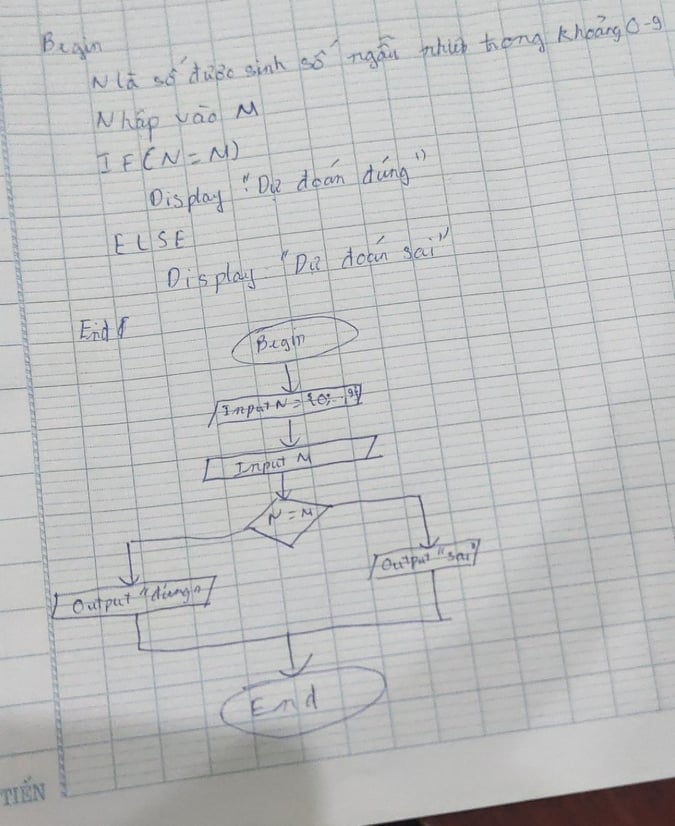 Begin
N là số được sinh số ngẫu nhiên trong khoảng 0-9
Nhập vào M
IF(N=M)
Display "Dự đoán đúng"
ELSE
Display "Dự đoán sai"
End
Begin
Input N = {0;...;9}
Input M
N = M
Output "sai"
Output "đúng"
End
TIẾN